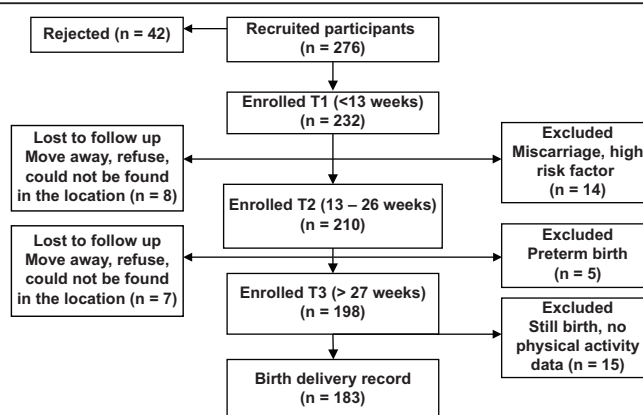 Rejected (n = 42)
Recruited participants
(n = 276)
Enrolled T1 (<13 weeks)
(n = 232)
Lost to follow up
Move away, refuse,
could not be found
in the location (n = 8)
Excluded
Miscarriage, high
risk factor
(n = 14)
Enrolled T2 (13 – 26 weeks)
(n = 210)
Lost to follow up
Move away, refuse,
could not be found
in the location (n = 7)
Excluded
Preterm birth
(n = 5)
Enrolled T3 (> 27 weeks)
(n = 198)
Excluded
Still birth, no
physical activity
data (n = 15)
Birth delivery record
(n = 183)